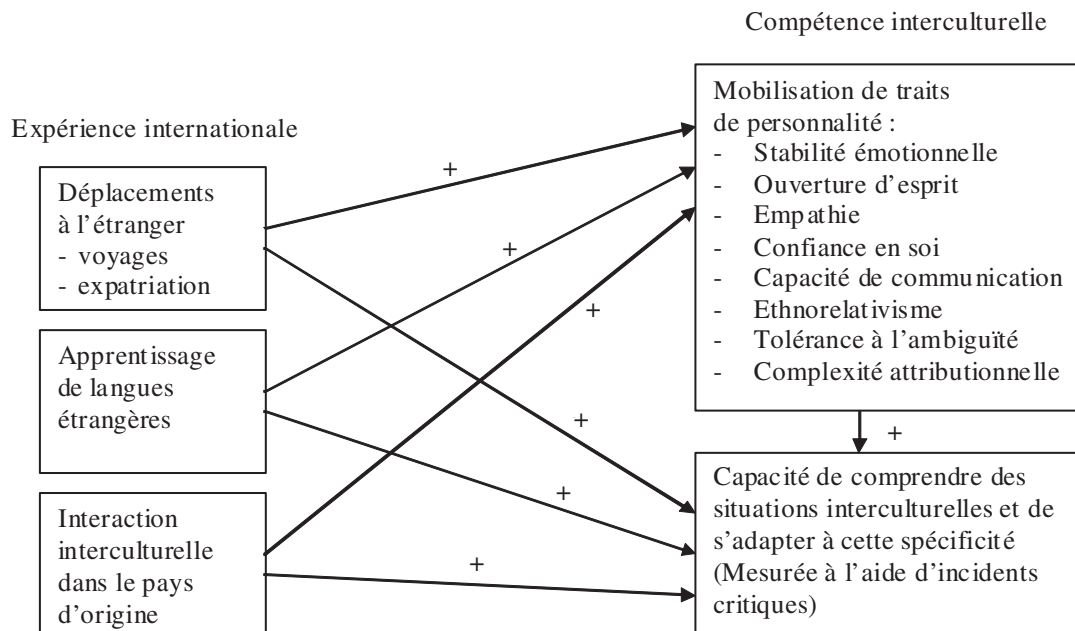 Compétence interculturelle
Expérience internationale
Déplacements
à l'étranger
- voyages
- expatriation
Apprentissage
de langues
étrangères
Interaction
interculturelle
dans le pays
d'origine
+
+
+
+
+
+
Mobilisation de traits
de personnalité :
- Stabilité émotionnelle
- Ouverture d'esprit
- Empathie
- Confiance en soi
- Capacité de communication
- Ethnorelativisme
- Tolérance à l'ambiguïté
- Complexité attributionnelle
+
Capacité de comprendre des
situations interculturelles et de
s'adapter à cette spécificité
(Mesurée à l'aide d'incidents
critiques)